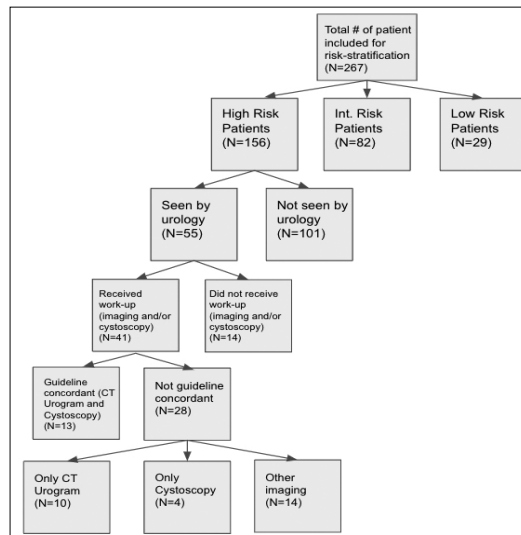 Total # of patient
included for
risk-stratification
(N=267)
High Risk
Patients
(N=156)
Int. Risk
Patients
(N=82)
Low Risk
Patients
(N=29)
Seen by
urology
(N=55)
Not seen by
urology
(N=101)
Received
work-up
(imaging and/or
cystoscopy)
(N=41)
Did not receive
work-up
(imaging and/or
cystoscopy)
(N=14)
Guideline
concordant (CT
Urogram and
Cystoscopy)
(N=13)
Not guideline
concordant
(N=28)
Only CT
Urogram
(N=10)
Only
Cystoscopy
(N=4)
Other
imaging
(N=14)